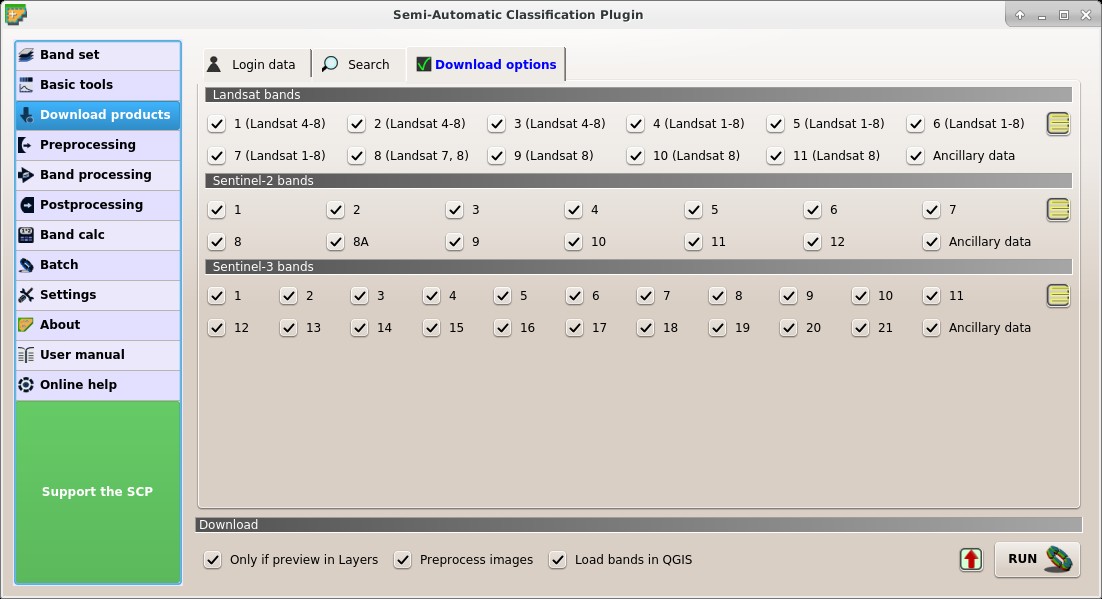 Semi-Automatic Classification Plugin
Band set
Basic tools
Download products
Preprocessing
Band processing
Postprocessing
Band calc
Batch
Settings
About
User manual
Online help
Support the SCP
Login data Search Download options
Landsat bands
1 (Landsat 4-8) 2 (Landsat 4-8) 3 (Landsat 4-8) 4 (Landsat 1-8) 5 (Landsat 1-8) 6 (Landsat 1-8)
7 (Landsat 1-8) 8 (Landsat 7, 8) 9 (Landsat 8) 10 (Landsat 8) 11 (Landsat 8) Ancillary data
Sentinel-2 bands
1 2 3 4 5 6 7
8 8A 9 10 11 12 Ancillary data
Sentinel-3 bands
1 2 3 4 5 6 7 8 9 10 11
12 13 14 15 16 17 18 19 20 21 Ancillary data
Download
Only if preview in Layers Preprocess images Load bands in QGIS RUN